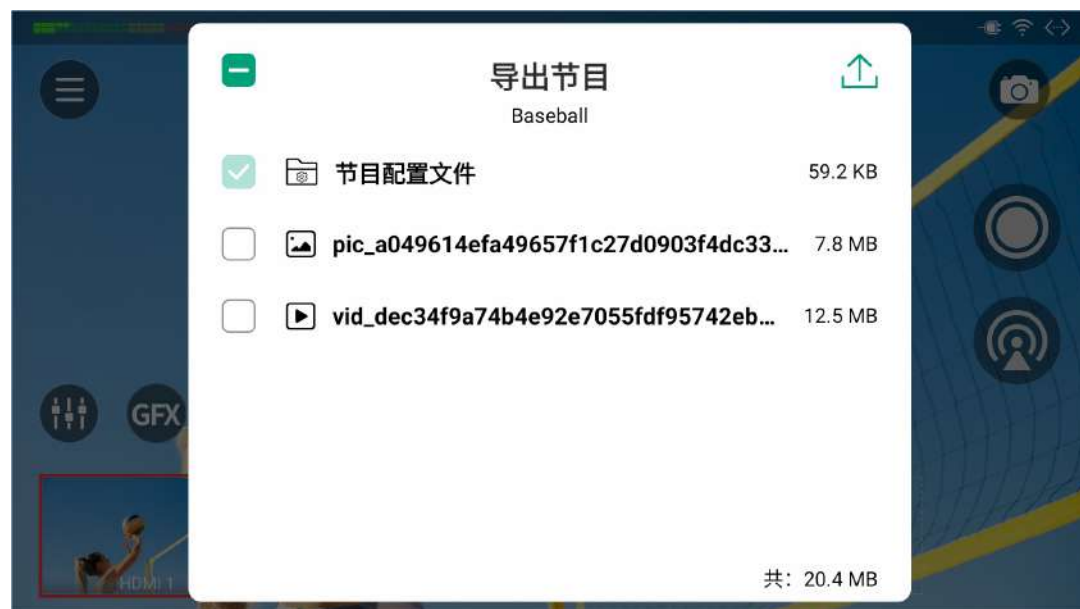 导出节目
Baseball
节目配置文件 59.2 KB
pic_a049614efa49657f1c27d0903f4dc33... 7.8 MB
vid_dec34f9a74b4e92e7055fdf95742eb... 12.5 MB
GFX
HDMI 1
共：20.4 MB